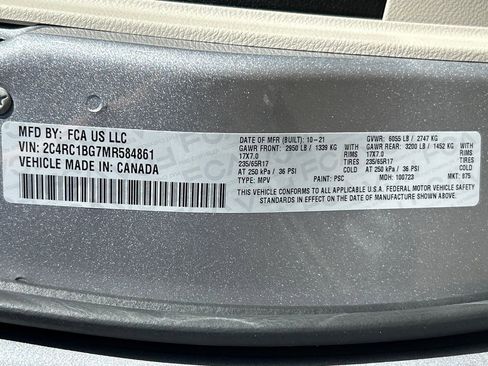 MFD BY: FCA US LLC
VIN: 2C4RC1BG7MR584861
VEHICLE MADE IN: CANADA
DATE OF MFR (BUILT): 10-21 GVWR: 6055 LB / 2747 KG
GAWR FRONT: 2950 LB / 1339 KG GAWR REAR: 3200 LB / 1452 KG
17X7.0 RIMS 17X7.0 RIMS
235/65R17 TIRES 235/65R17 TIRES
AT 250 kPa / 36 PSI COLD AT 250 kPa / 36 PSI COLD
TYPE: MPV PAINT: PSC MDH: 100723 MKT: 875
THIS VEHICLE CONFORMS TO ALL APPLICABLE U.S.A. FEDERAL MOTOR VEHICLE SAFETY
STANDARDS IN EFFECT ON THE DATE OF MANUFACTURE SHOWN ABOVE.